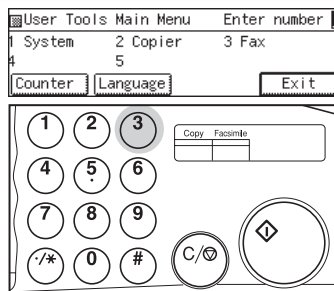 User Tools Main Menu Enter number
1 System 2 Copier 3 Fax
4 5
Counter Language Exit
1 2 3
Copy Facsimile
4 5 6
7 8 9
·/* 0 # C/